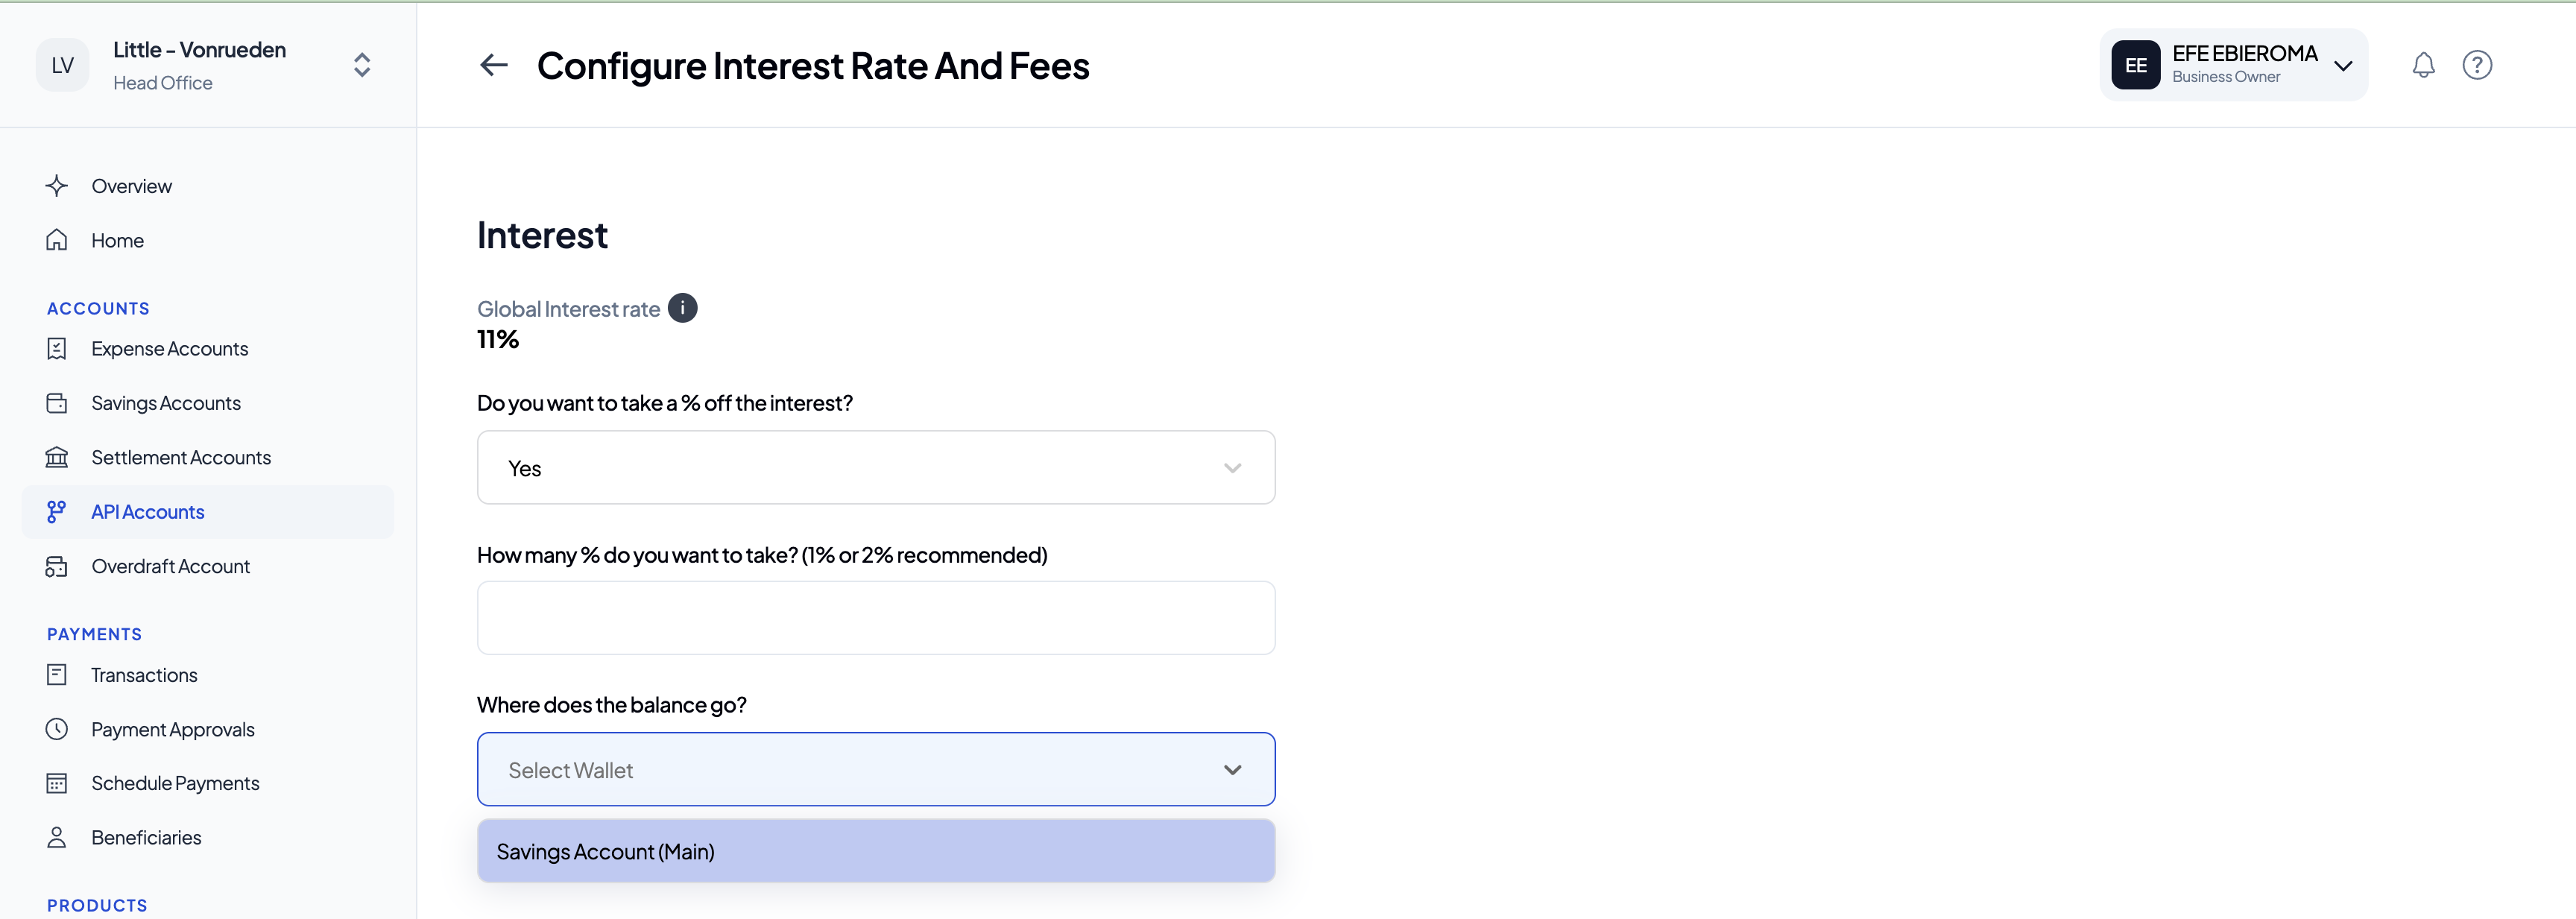 LV
Little - Vonrueden
Head Office
Configure Interest Rate And Fees
EE
EFE EBIEROMA
Business Owner
Overview
Home
ACCOUNTS
Expense Accounts
Savings Accounts
Settlement Accounts
API Accounts
Overdraft Account
PAYMENTS
Transactions
Payment Approvals
Schedule Payments
Beneficiaries
PRODUCTS
Interest
Global Interest rate
11%
Do you want to take a % off the interest?
Yes
How many % do you want to take? (1% or 2% recommended)
Where does the balance go?
Select Wallet
Savings Account (Main)